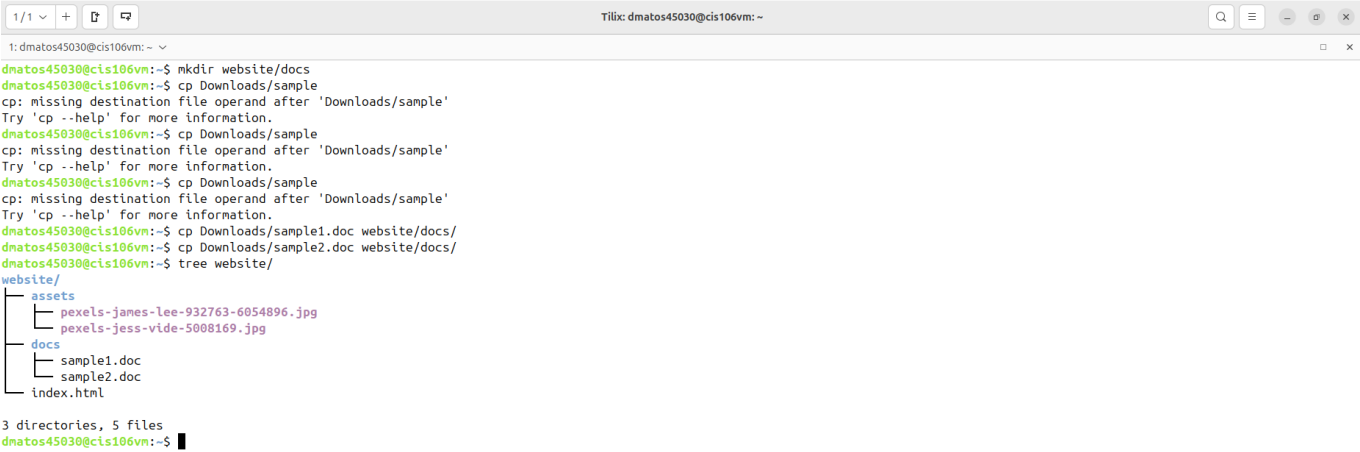 1 / 1
Tilix: dmatos45030@cis106vm: ~
1: dmatos45030@cis106vm: ~
dmatos45030@cis106vm:~$ mkdir website/docs
dmatos45030@cis106vm:~$ cp Downloads/sample
cp: missing destination file operand after 'Downloads/sample'
Try 'cp --help' for more information.
dmatos45030@cis106vm:~$ cp Downloads/sample
cp: missing destination file operand after 'Downloads/sample'
Try 'cp --help' for more information.
dmatos45030@cis106vm:~$ cp Downloads/sample
cp: missing destination file operand after 'Downloads/sample'
Try 'cp --help' for more information.
dmatos45030@cis106vm:~$ cp Downloads/sample1.doc website/docs/
dmatos45030@cis106vm:~$ cp Downloads/sample2.doc website/docs/
dmatos45030@cis106vm:~$ tree website/
website/
├── assets
│   ├── pexels-james-lee-932763-6054896.jpg
│   └── pexels-jess-vide-5008169.jpg
├── docs
│   ├── sample1.doc
│   └── sample2.doc
└── index.html
3 directories, 5 files
dmatos45030@cis106vm:~$